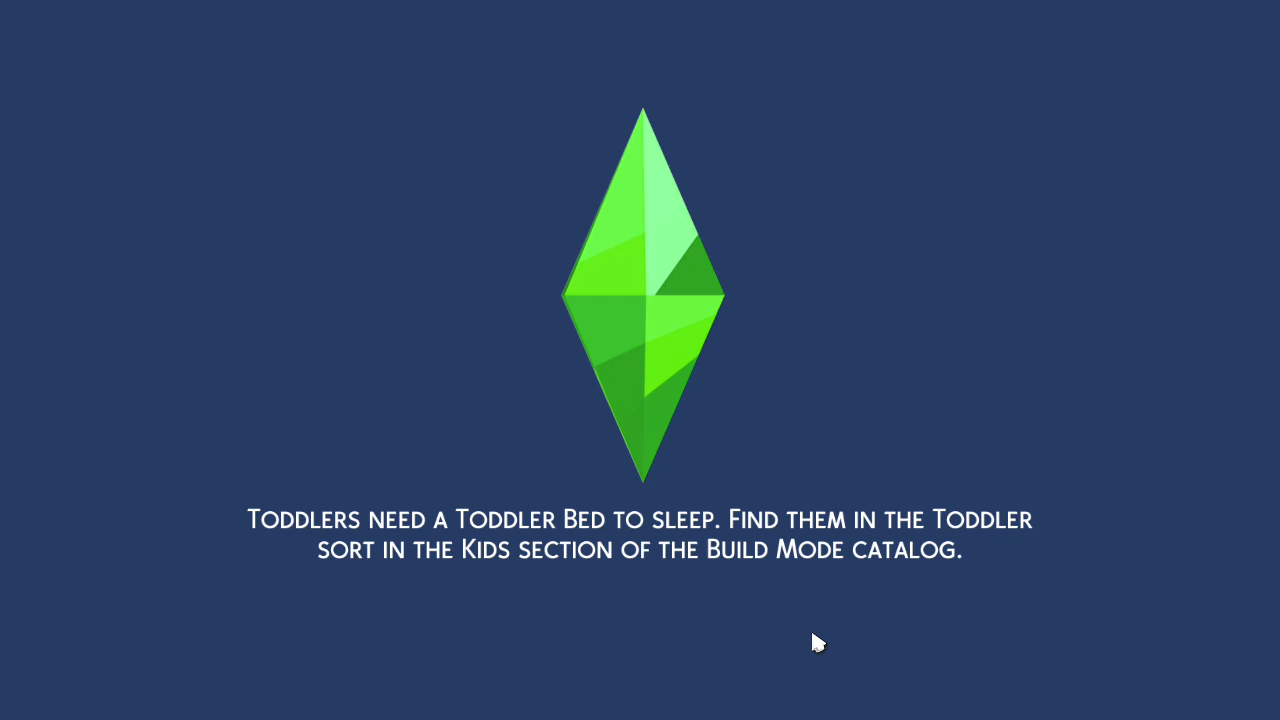 Toddlers need a Toddler Bed to sleep. Find them in the Toddler
sort in the Kids section of the Build Mode catalog.